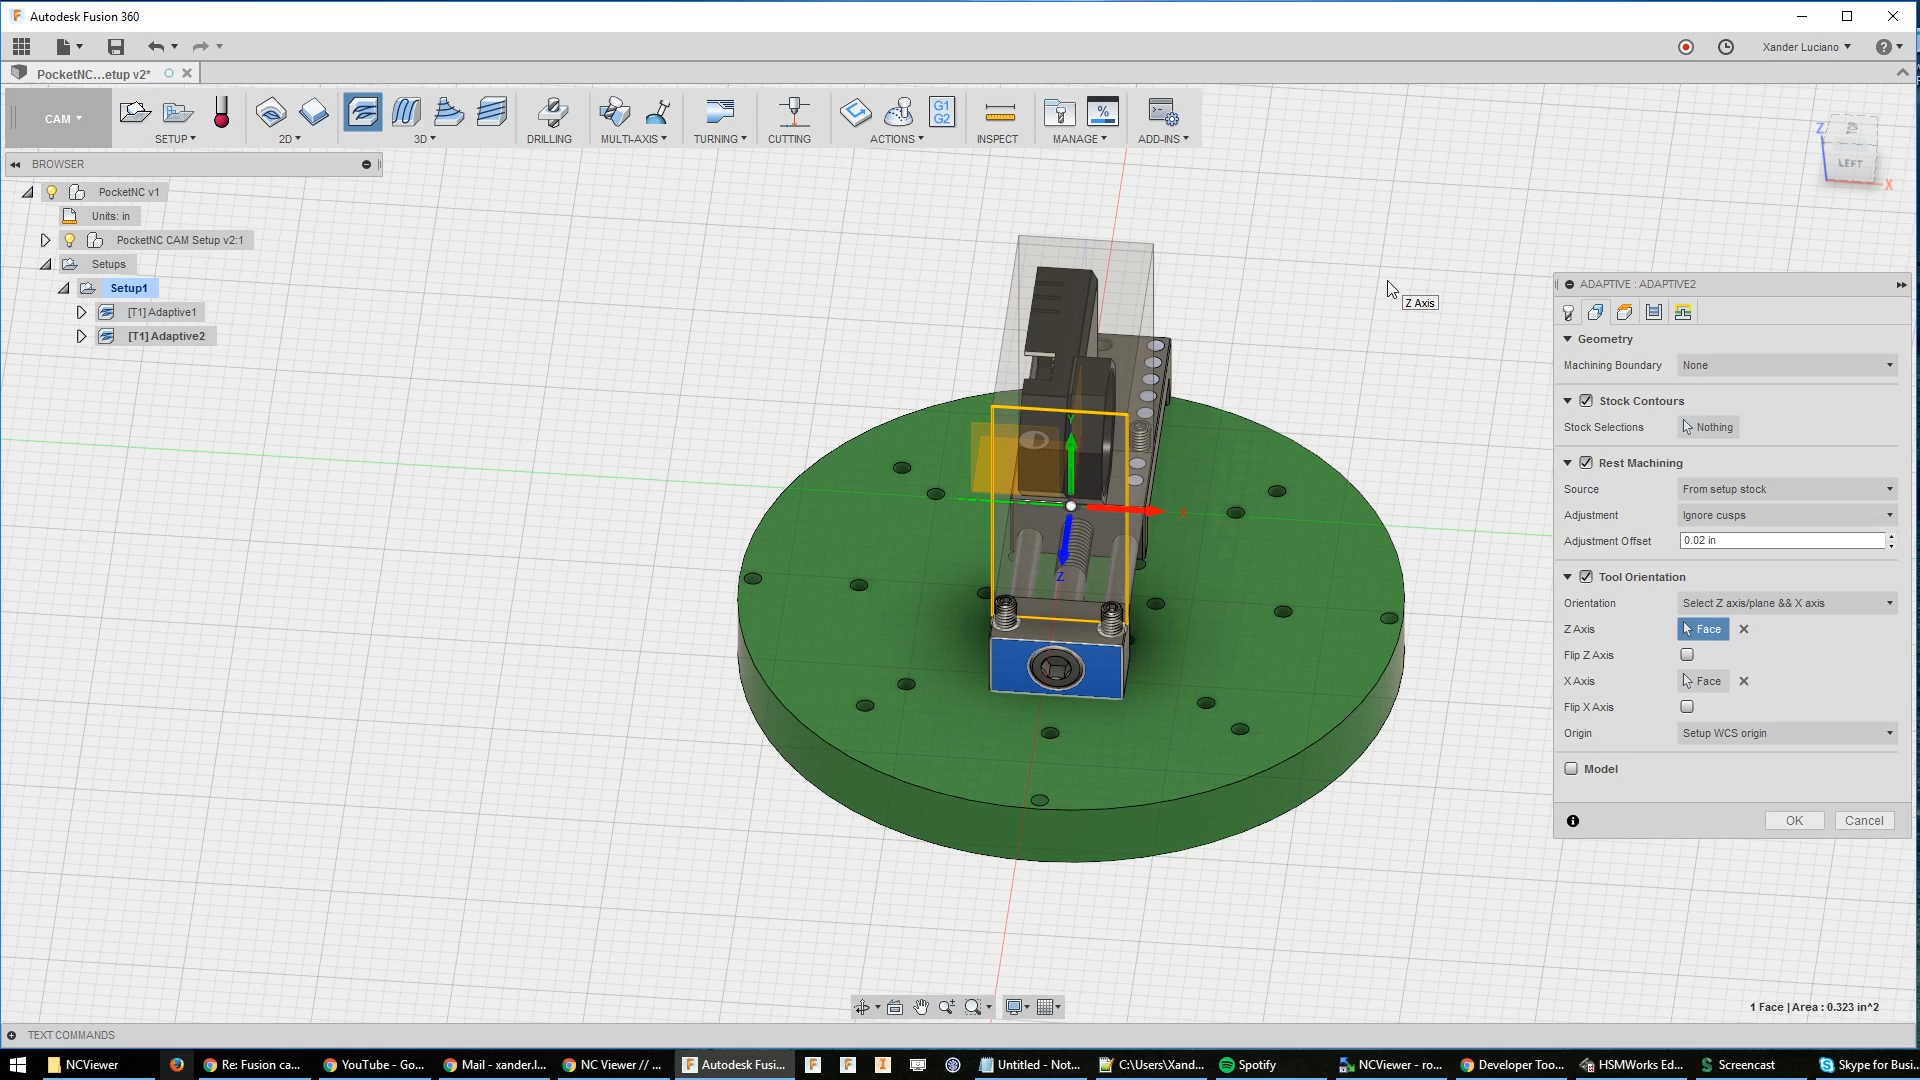 Autodesk Fusion 360
Xander Luciano
PocketNC...etup v2*
CAM
SETUP
2D
3D
DRILLING
MULTI-AXIS
TURNING
CUTTING
G1
G2
ACTIONS
INSPECT
%
MANAGE
ADD-INS
BROWSER
PocketNC v1
Units: in
PocketNC CAM Setup v2:1
Setups
Setup1
[T1] Adaptive1
[T1] Adaptive2
Z
LEFT
X
Z Axis
Y
X
Z
ADAPTIVE : ADAPTIVE2
Geometry
Machining Boundary None
Stock Contours
Stock Selections Nothing
Rest Machining
Source From setup stock
Adjustment Ignore cusps
Adjustment Offset 0.02 in
Tool Orientation
Orientation Select Z axis/plane && X axis
Z Axis Face
Flip Z Axis
X Axis Face
Flip X Axis
Origin Setup WCS origin
Model
OK Cancel
1 Face | Area : 0.323 in^2
TEXT COMMANDS
NCViewer Re: Fusion ca... YouTube - Go... Mail - xander.l... NC Viewer // ... Autodesk Fusi... Untitled - Not... C:\Users\Xand... Spotify NCViewer - ro... Developer Too... HSMWorks Ed... Screencast Skype for Busi...